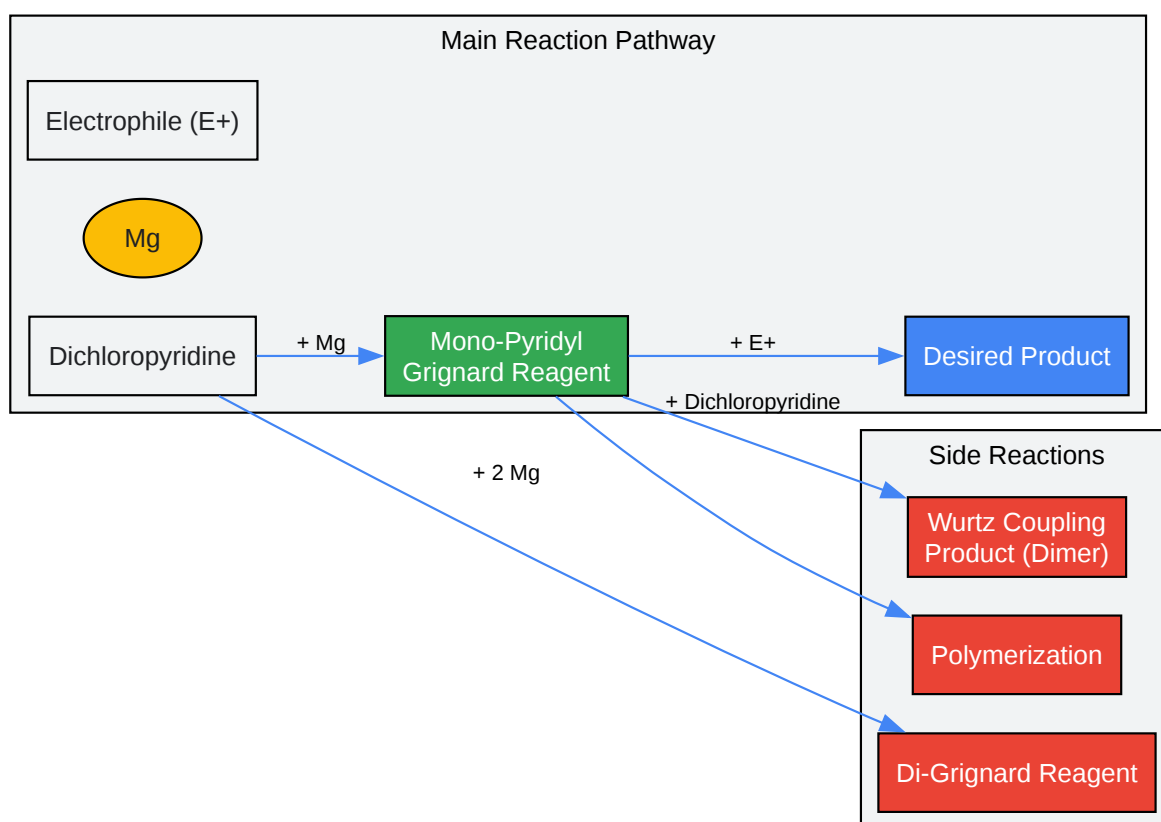 Main Reaction Pathway
Electrophile (E+)
Mg
Dichloropyridine
+ Mg
Mono-Pyridyl
Grignard Reagent
+ E+
Desired Product
+ Dichloropyridine
+ 2 Mg
Side Reactions
Wurtz Coupling
Product (Dimer)
Polymerization
Di-Grignard Reagent